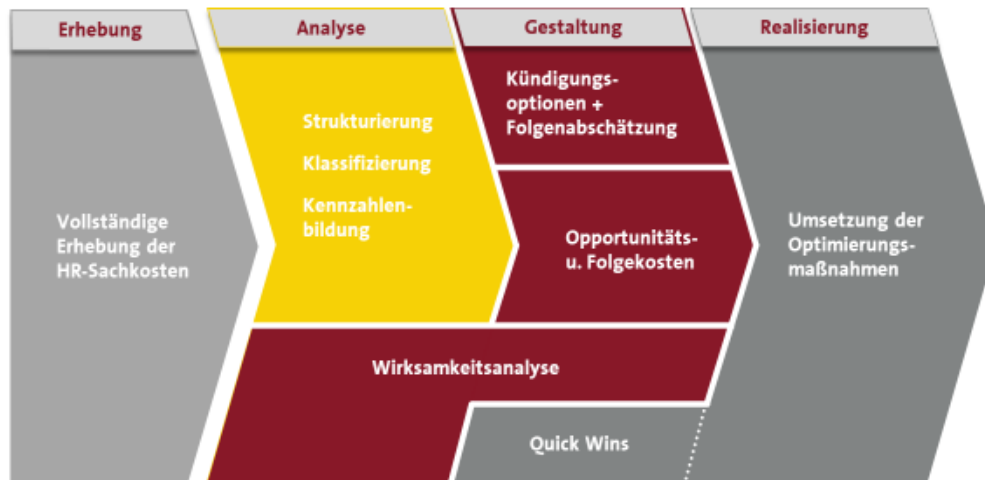 Erhebung
Analyse
Gestaltung
Realisierung
Vollständige
Erhebung der
HR-Sachkosten
Strukturierung
Klassifizierung
Kennzahlen-
bildung
Kündigungs-
optionen +
Folgenabschätzung
Opportunitäts-
u. Folgekosten
Wirksamkeitsanalyse
Quick Wins
Umsetzung der
Optimierungs-
maßnahmen